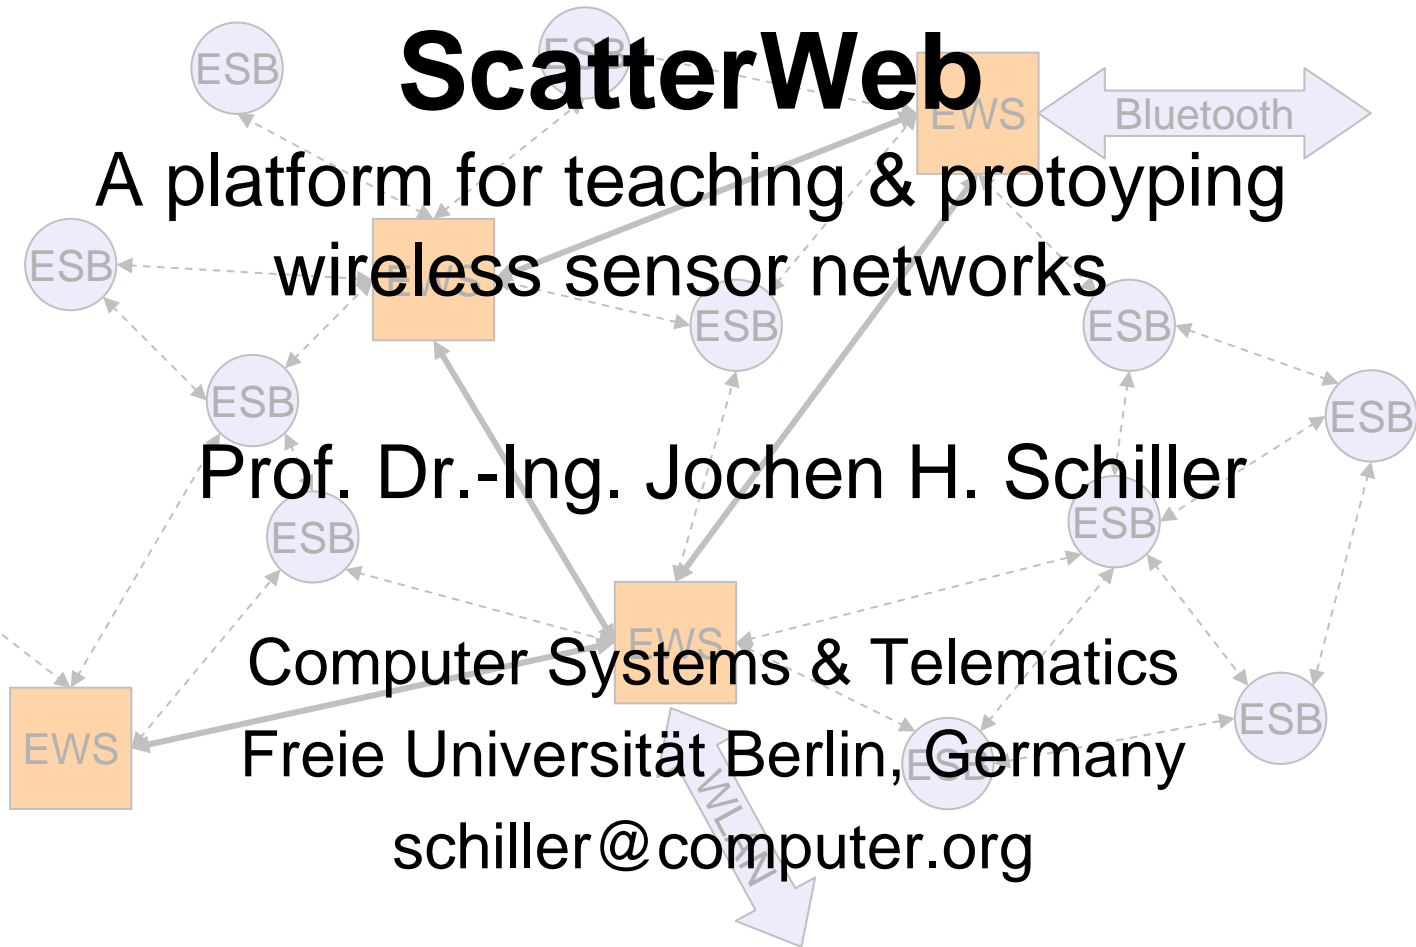 ScatterWeb
A platform for teaching & protoyping
wireless sensor networks
Prof. Dr.-Ing. Jochen H. Schiller
Computer Systems & Telematics
Freie Universität Berlin, Germany
schiller@computer.org
ESB
ESB
EWS
Bluetooth
ESB
EWS
ESB
ESB
ESB
ESB
ESB
ESB
EWS
EWS
ESB
ESB
WLAN